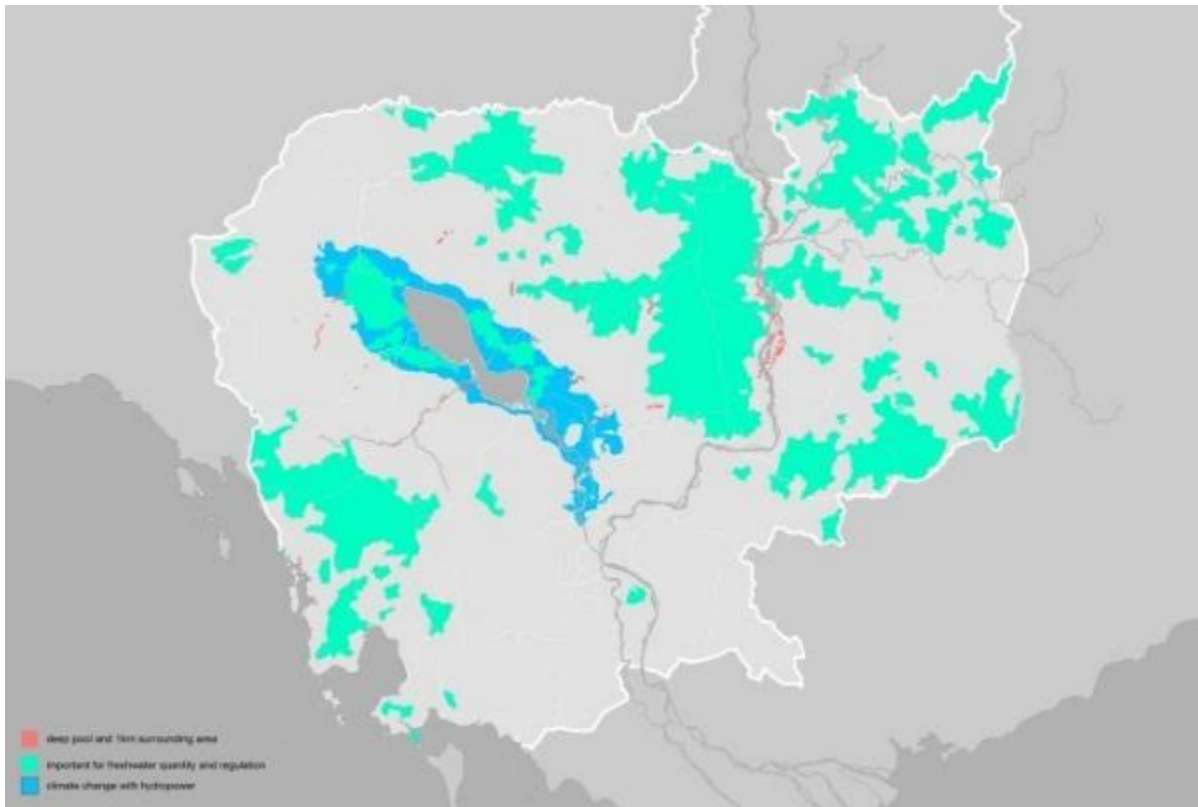 deep pool and 1km surrounding area
important for freshwater quantity and regulation
climate change with hydropower